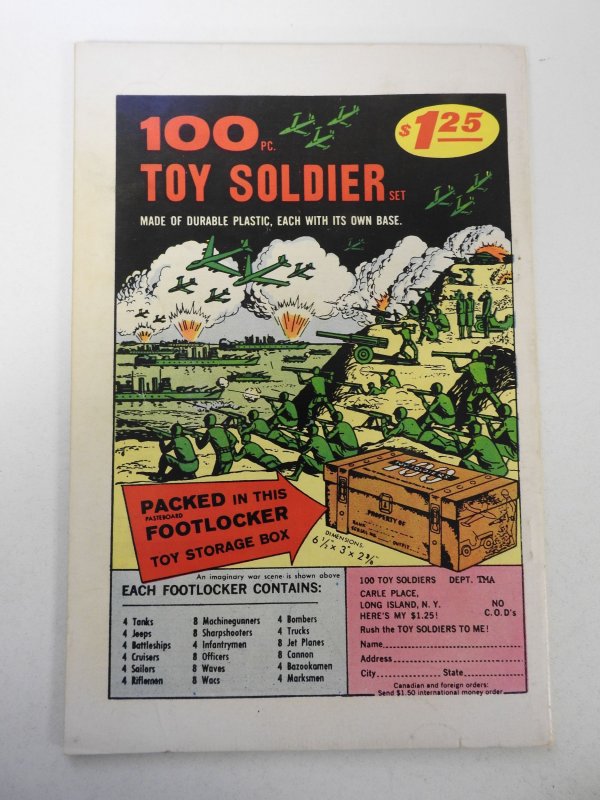 100 PC.
$1.25
TOY SOLDIER SET
MADE OF DURABLE PLASTIC, EACH WITH ITS OWN BASE.
PACKED IN THIS
PASTEBOARD
FOOTLOCKER
TOY STORAGE BOX
PROPERTY OF
DIMENSIONS:
6 1/2" x 3" x 2 3/8"
An imaginary war scene is shown above
EACH FOOTLOCKER CONTAINS:
4 Tanks
4 Jeeps
4 Battleships
4 Cruisers
4 Sailors
4 Riflemen
8 Machinegunners
8 Sharpshooters
4 Infantrymen
8 Officers
8 Waves
8 Wacs
4 Bombers
4 Trucks
8 Jet Planes
8 Cannon
4 Bazookamen
4 Marksmen
100 TOY SOLDIERS DEPT. TMA
CARLE PLACE,
LONG ISLAND, N. Y.
NO
C.O.D's
HERE'S MY $1.25!
Rush the TOY SOLDIERS TO ME!
Name
Address
City State
Canadian and foreign orders:
Send $1.50 international money order